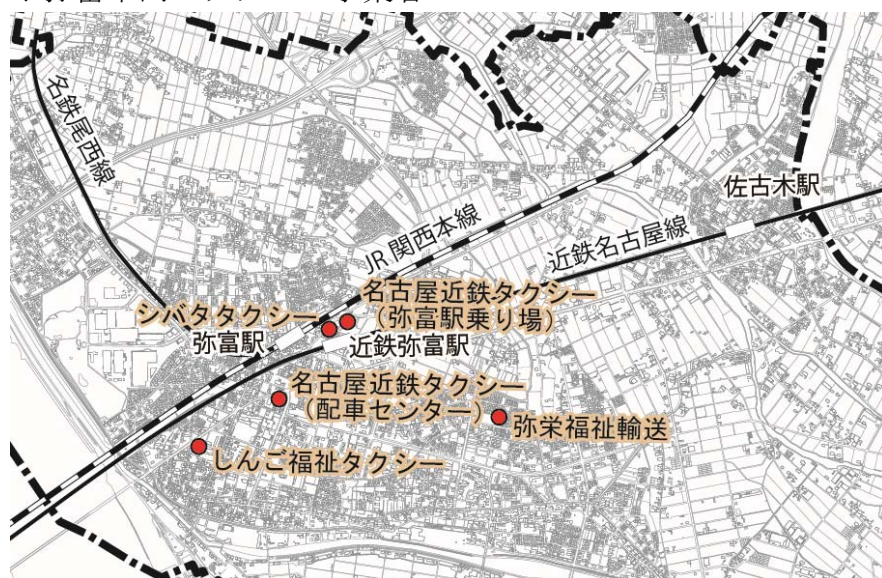 名鉄尾西線
佐古木駅
JR 関西本線
近鉄名古屋線
名古屋近鉄タクシー
(弥富駅乗り場)
シバタタクシー
弥富駅
近鉄弥富駅
名古屋近鉄タクシー
(配車センター)
弥栄福祉輸送
しんご福祉タクシー